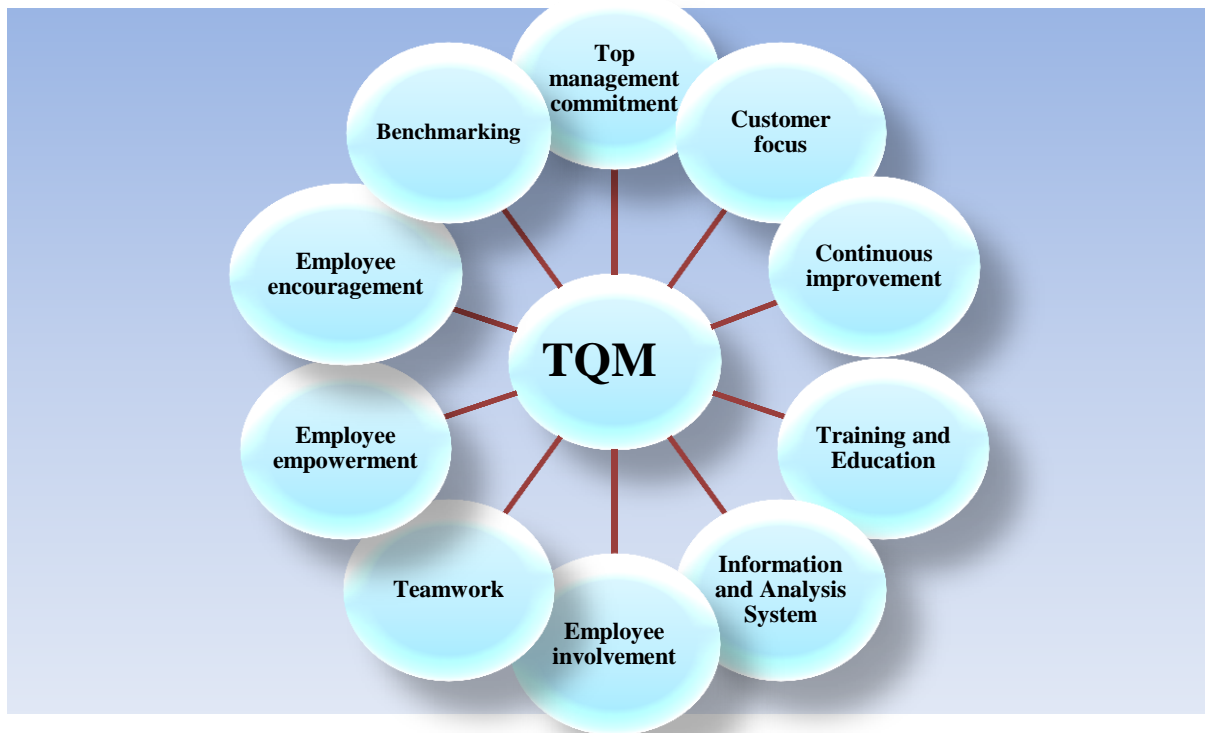 Top
management
commitment
Customer
focus
Continuous
improvement
Training and
Education
Information
and Analysis
System
Employee
involvement
Teamwork
Employee
empowerment
Employee
encouragement
Benchmarking
TQM